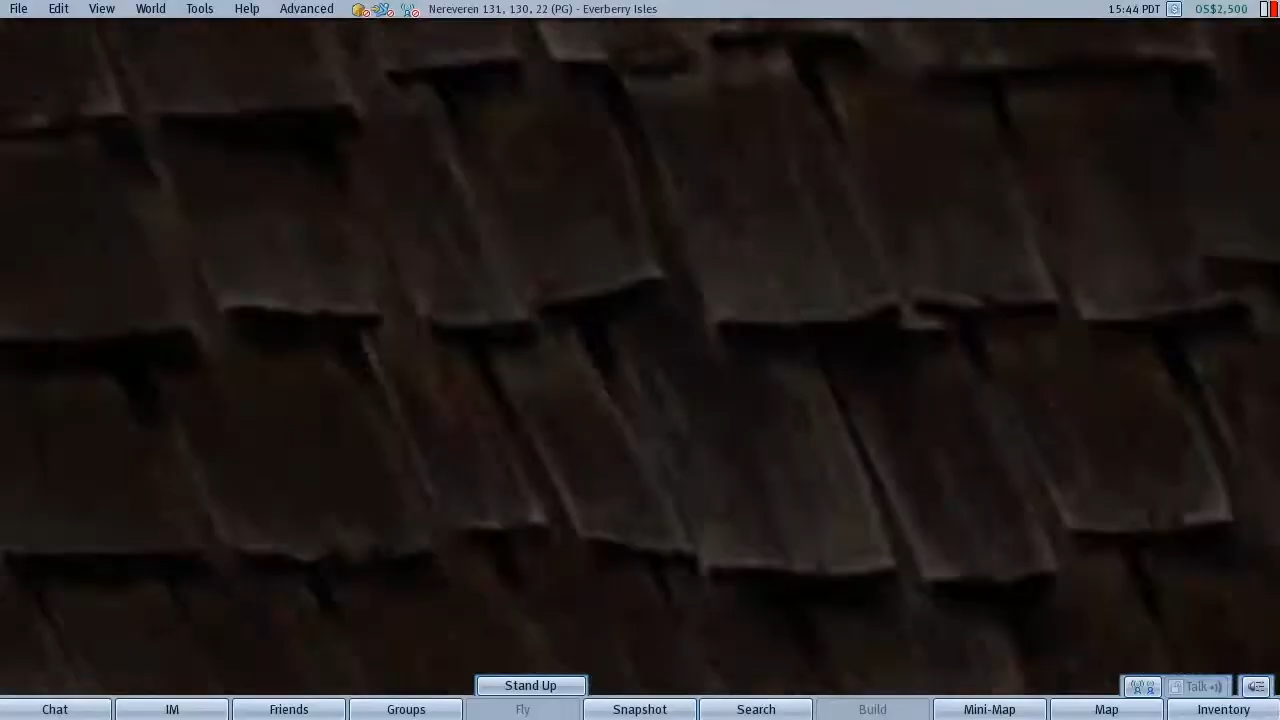 File Edit View World Tools Help Advanced Nereveren 131, 130, 22 (PG) - Everberry Isles 15:44 PDT OS$2,500
Stand Up Talk
Chat IM Friends Groups Fly Snapshot Search Build Mini-Map Map Inventory